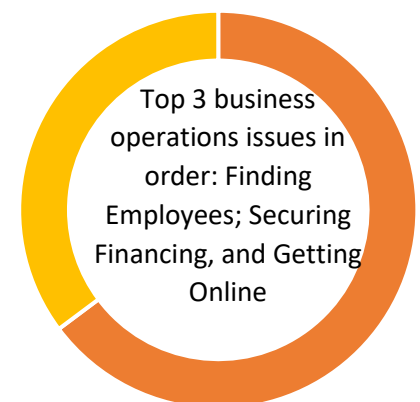 Top 3 business
operations issues in
order: Finding
Employees; Securing
Financing, and Getting
Online